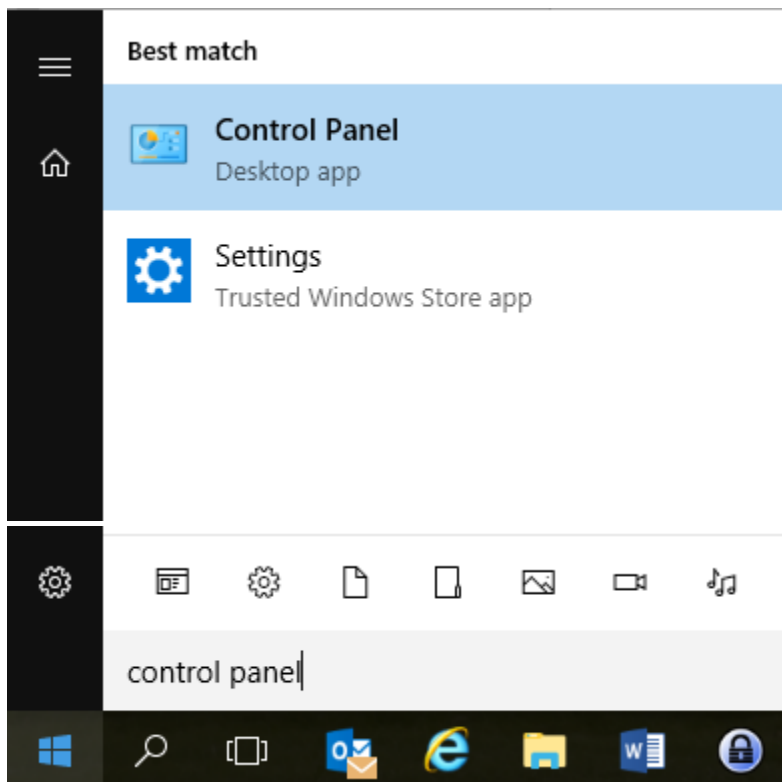 Best match
Control Panel
Desktop app
Settings
Trusted Windows Store app
control panel